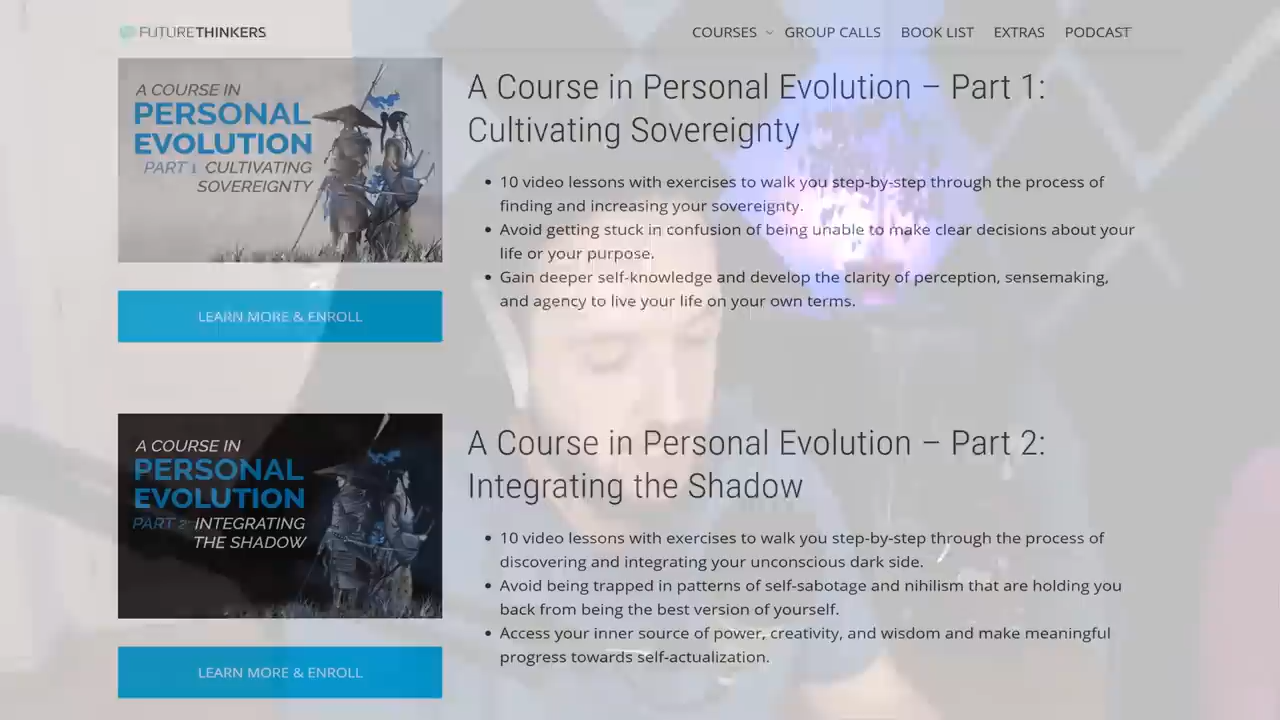 FUTURETHINKERS
COURSES GROUP CALLS BOOK LIST EXTRAS PODCAST
A COURSE IN
PERSONAL
EVOLUTION
PART 1 CULTIVATING
SOVEREIGNTY
LEARN MORE & ENROLL
A Course in Personal Evolution – Part 1:
Cultivating Sovereignty
10 video lessons with exercises to walk you step-by-step through the process of
finding and increasing your sovereignty.
Avoid getting stuck in confusion of being unable to make clear decisions about your
life or your purpose.
Gain deeper self-knowledge and develop the clarity of perception, sensemaking,
and agency to live your life on your own terms.
A COURSE IN
PERSONAL
EVOLUTION
PART 2 INTEGRATING
THE SHADOW
LEARN MORE & ENROLL
A Course in Personal Evolution – Part 2:
Integrating the Shadow
10 video lessons with exercises to walk you step-by-step through the process of
discovering and integrating your unconscious dark side.
Avoid being trapped in patterns of self-sabotage and nihilism that are holding you
back from being the best version of yourself.
Access your inner source of power, creativity, and wisdom and make meaningful
progress towards self-actualization.